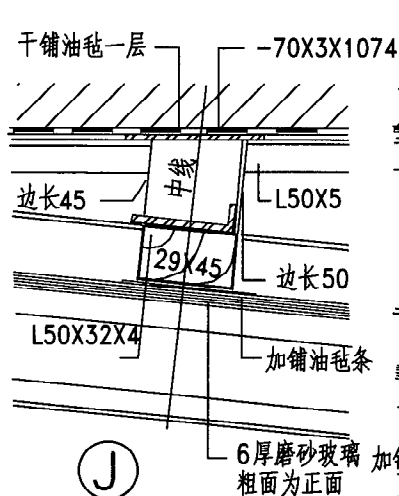 干铺油毡一层
-70X3X1074
中线
边长45
L50X5
29X45
边长50
L50X32X4
加铺油毡条
6厚磨砂玻璃
粗面为正面
加
J